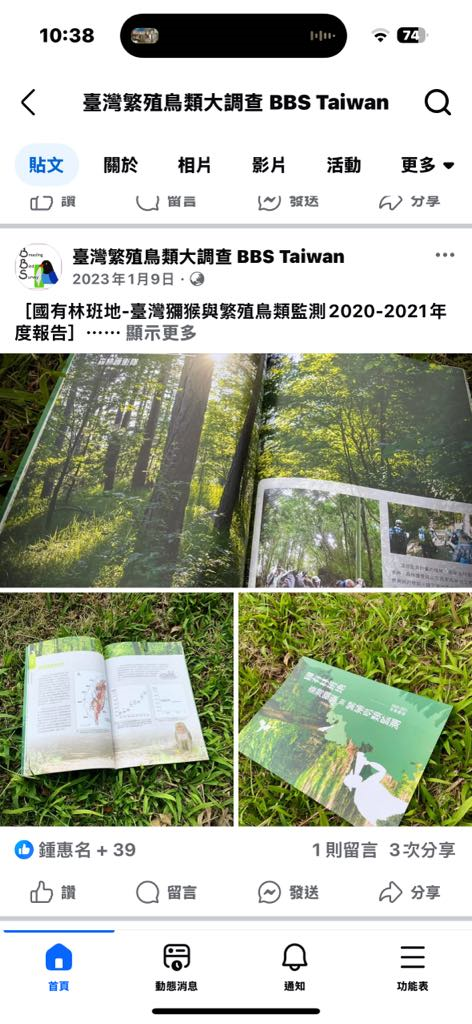 10:38
74
臺灣繁殖鳥類大調查 BBS Taiwan
貼文 關於 相片 影片 活動 更多
讚 留言 發送 分享
臺灣繁殖鳥類大調查 BBS Taiwan
2023年1月9日
［國有林班地-臺灣獼猴與繁殖鳥類監測2020-2021年
度報告］⋯⋯ 顯示更多
鍾惠名 + 39
1則留言 3次分享
讚 留言 發送 分享
首頁 動態消息 通知 功能表